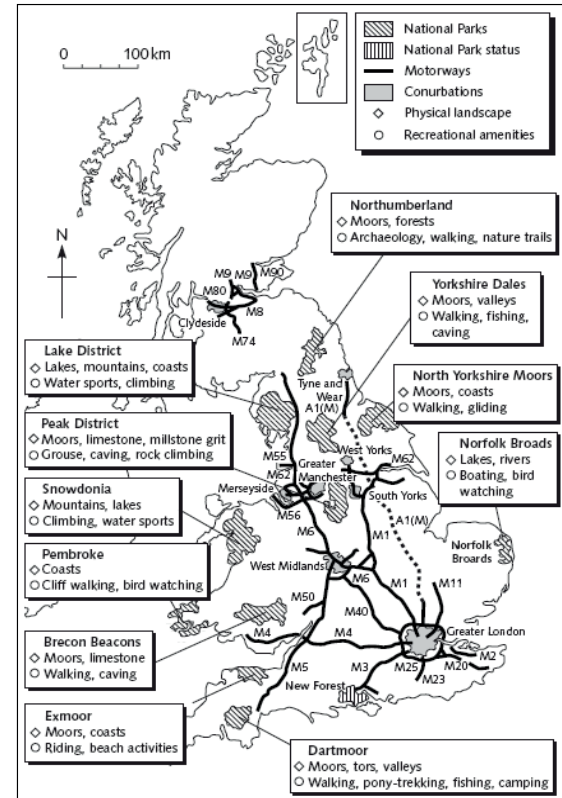 0 100 km
National Parks
National Park status
Motorways
Conurbations
Physical landscape
Recreational amenities
N
Northumberland
Moors, forests
Archaeology, walking, nature trails
Yorkshire Dales
Moors, valleys
Walking, fishing,
caving
M9 M9 M90
M80
M8
Clydeside
M74
Lake District
Lakes, mountains, coasts
Water sports, climbing
Tyne and
Wear
A1(M)
North Yorkshire Moors
Moors, coasts
Walking, gliding
Peak District
Moors, limestone, millstone grit
Grouse, caving, rock climbing
Norfolk Broads
Lakes, rivers
Boating, bird
watching
M55
M52
Greater
Manchester
West Yorks
M62
Merseyside
M56
South Yorks
Snowdonia
Mountains, lakes
Climbing, water sports
M6
M1
A1(M)
Norfolk
Broards
Pembroke
Coasts
Cliff walking, bird watching
West Midlands
M6
M1
M11
M50
M40
Greater London
Brecon Beacons
Moors, limestone
Walking, caving
M4
M4
M5
M3
M25
M20
M2
M23
New Forest
Exmoor
Moors, coasts
Riding, beach activities
Dartmoor
Moors, tors, valleys
Walking, pony-trekking, fishing, camping